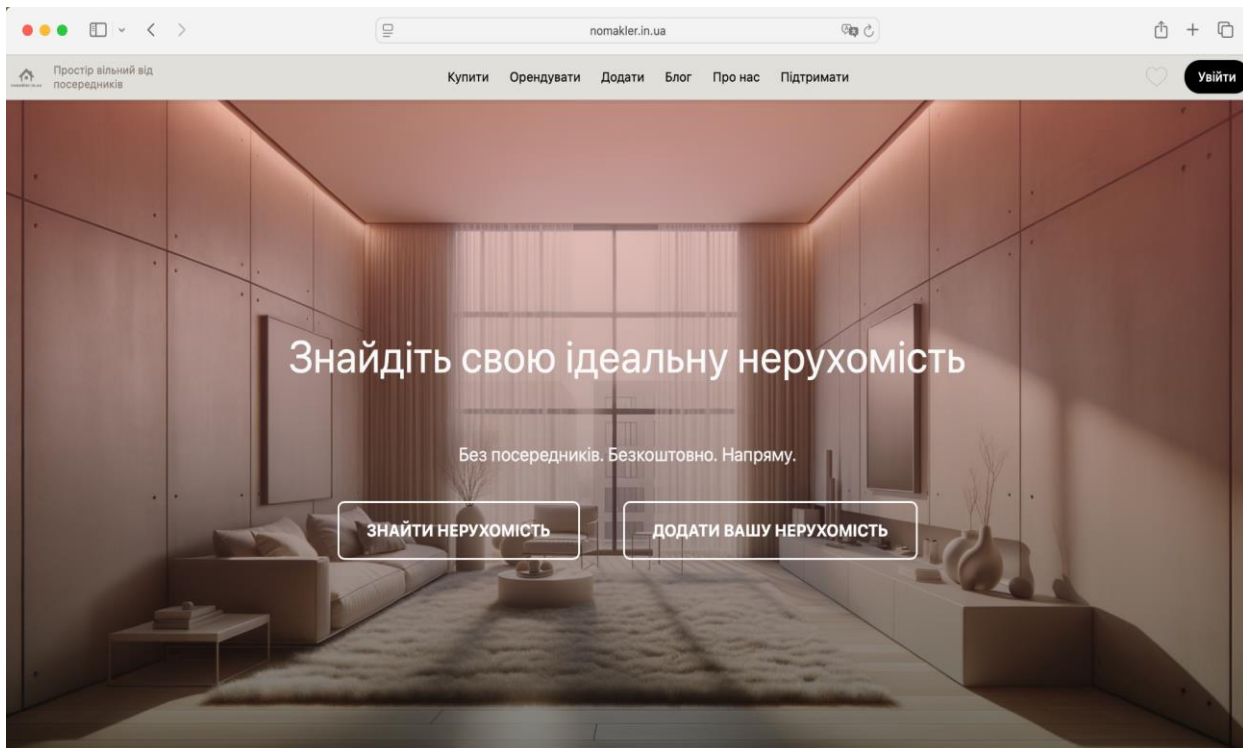 nomakler.in.ua
Простір вільний від
посередників
Купити Орендувати Додати Блог Про нас Підтримати
Увійти
Знайдіть свою ідеальну нерухомість
Без посередників. Безкоштовно. Напряму.
ЗНАЙТИ НЕРУХОМІСТЬ ДОДАТИ ВАШУ НЕРУХОМІСТЬ